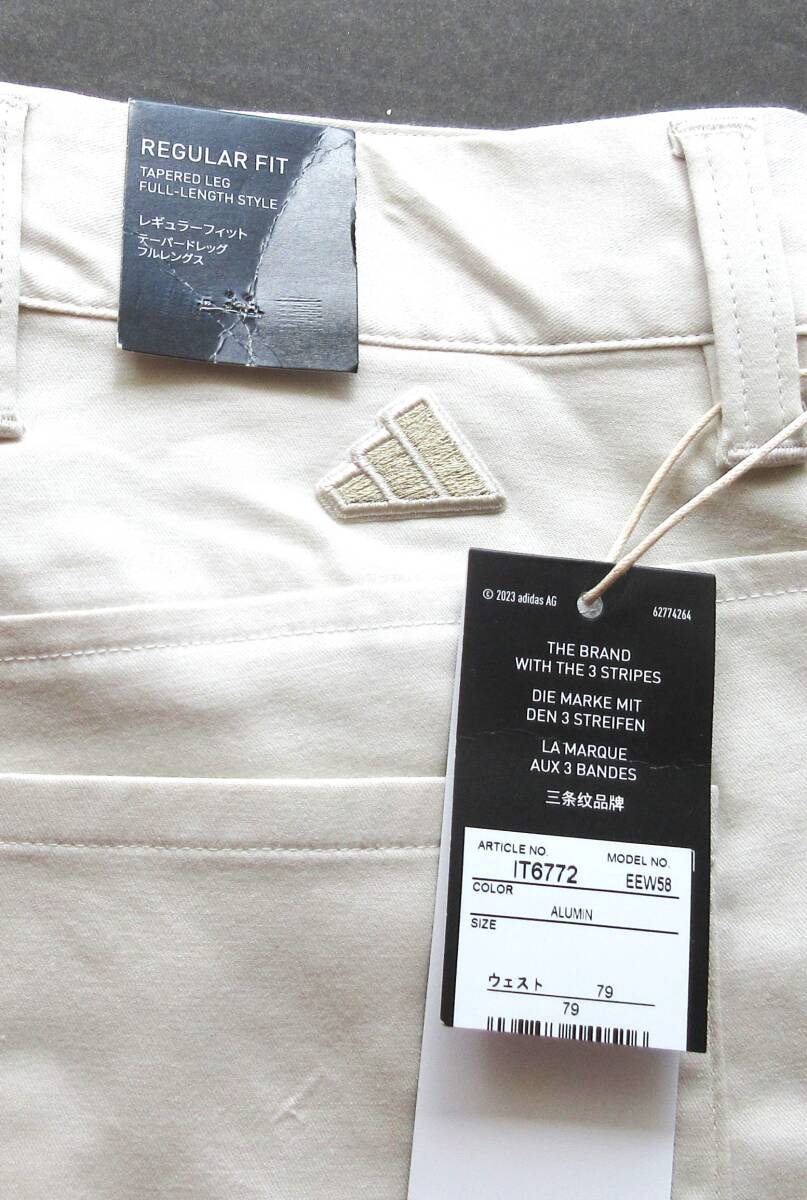 REGULAR FIT
TAPERED LEG
FULL-LENGTH STYLE
レギュラーフィット
テーパードレッグ
フルレングス
© 2023 adidas AG
62774264
THE BRAND
WITH THE 3 STRIPES
DIE MARKE MIT
DEN 3 STREIFEN
LA MARQUE
AUX 3 BANDES
三条纹品牌
ARTICLE NO. MODEL NO.
IT6772 EEW58
COLOR
ALUMIN
SIZE
ウェスト 79
79